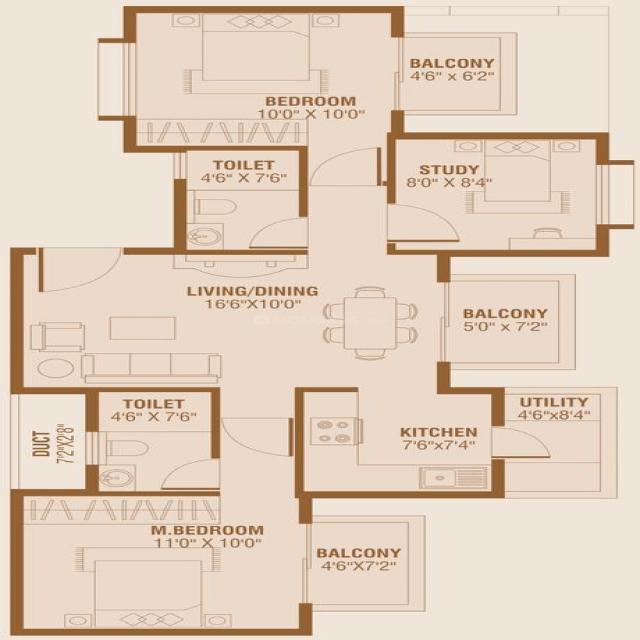 BALCONY
4'6" x 6'2"
BEDROOM
10'0" X 10'0"
TOILET
4'6" X 7'6"
STUDY
8'0" X 8'4"
LIVING/DINING
16'6"X10'0"
BALCONY
5'0" x 7'2"
TOILET
4'6" X 7'6"
UTILITY
4'6"x8'4"
KITCHEN
7'6"x7'4"
DUCT
7'2"X2'8"
M.BEDROOM
11'0" X 10'0"
BALCONY
4'6"X7'2"